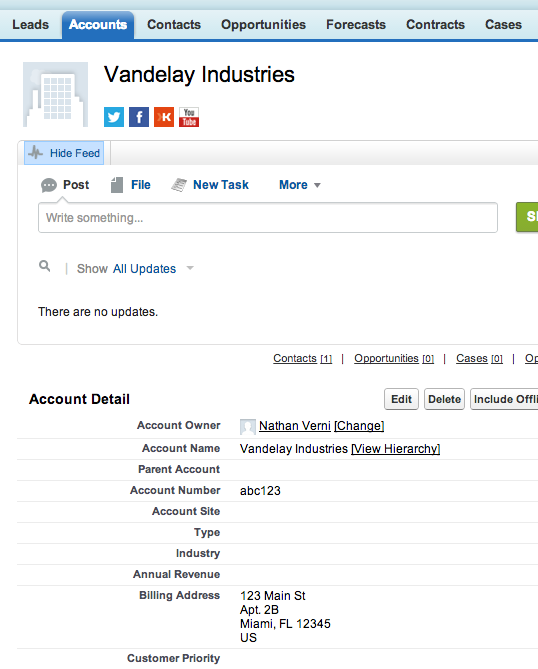 Leads Accounts Contacts Opportunities Forecasts Contracts Cases
Vandelay Industries
You
Tube
Hide Feed
Post File New Task More
Write something...
Show All Updates
There are no updates.
Contacts [1] | Opportunities [0] | Cases [0] | Op
Account Detail Edit Delete Include Offli
Account Owner Nathan Verni [Change]
Account Name Vandelay Industries [View Hierarchy]
Parent Account
Account Number abc123
Account Site
Type
Industry
Annual Revenue
Billing Address 123 Main St
Apt. 2B
Miami, FL 12345
US
Customer Priority